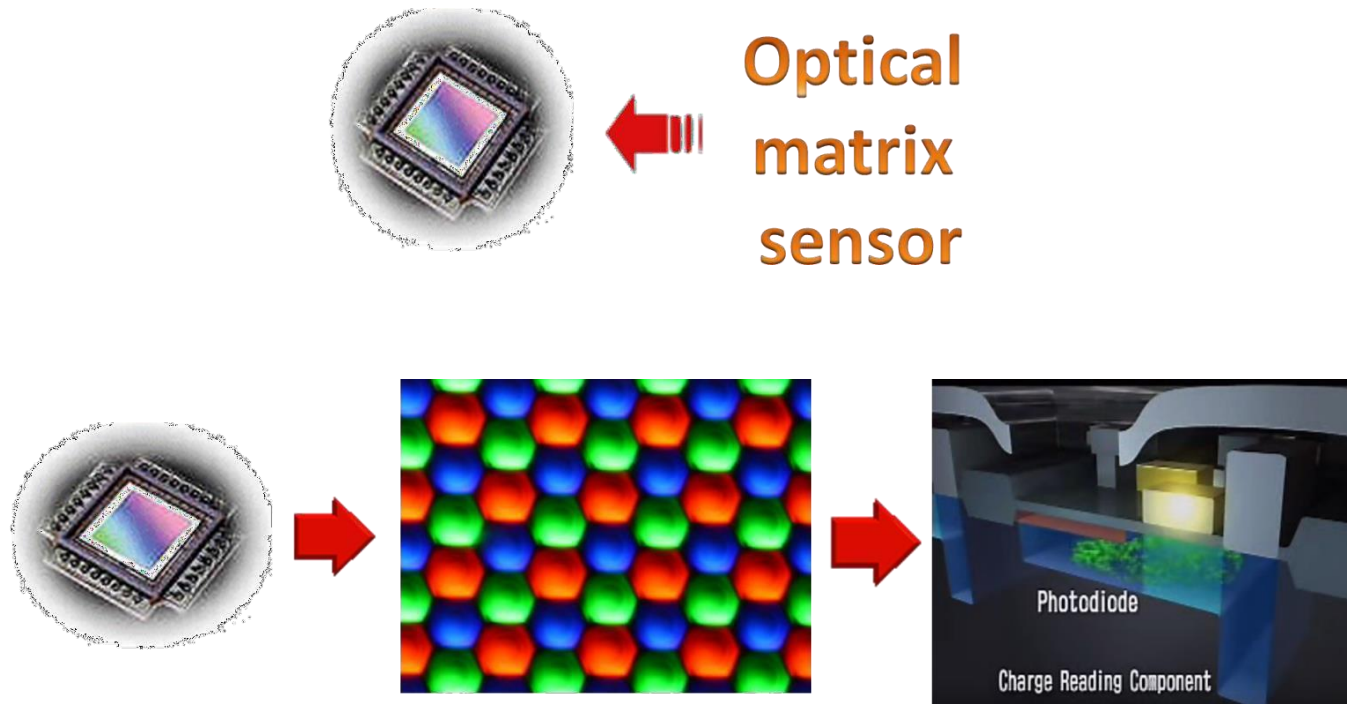 Optical
matrix
sensor
Photodiode
Charge Reading Component